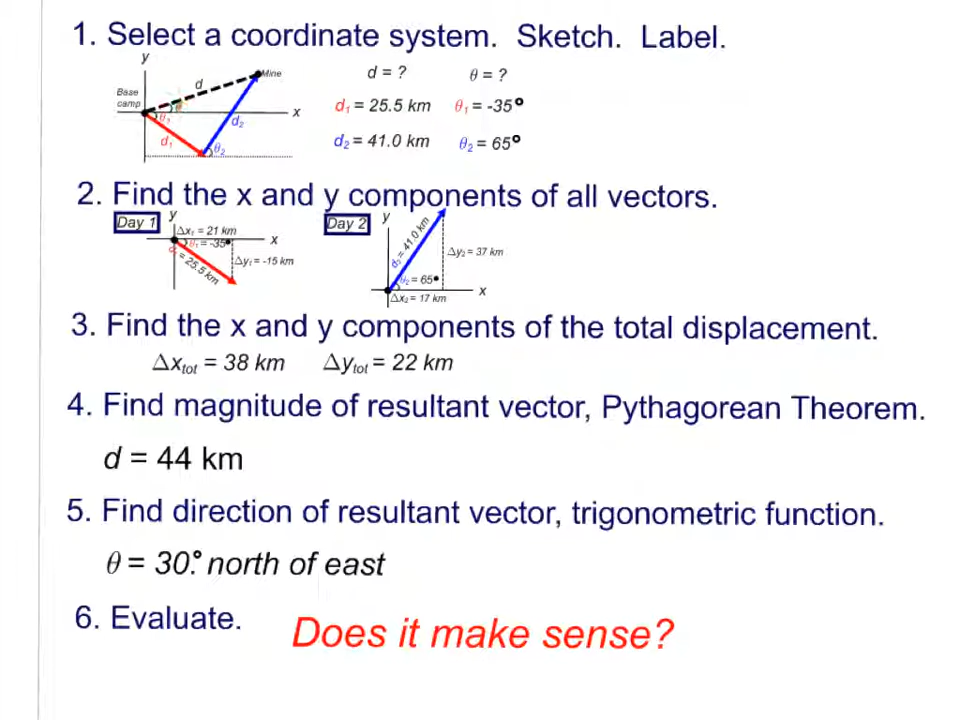 1. Select a coordinate system. Sketch. Label.
y
Mine
d
Base
camp
θ
θ₁
x
d₁
d₂
θ₂
d = ? θ = ?
d₁ = 25.5 km θ₁ = -35°
d₂ = 41.0 km θ₂ = 65°
2. Find the x and y components of all vectors.
Day 1
y
Δx₁ = 21 km
x
θ₁ = -35°
Δy₁ = -15 km
d₁ = 25.5 km
Day 2
y
d₂ = 41.0 km
Δy₂ = 37 km
θ₂ = 65°
x
Δx₂ = 17 km
3. Find the x and y components of the total displacement.
Δxtot = 38 km Δytot = 22 km
4. Find magnitude of resultant vector, Pythagorean Theorem.
d = 44 km
5. Find direction of resultant vector, trigonometric function.
θ = 30.° north of east
6. Evaluate. Does it make sense?